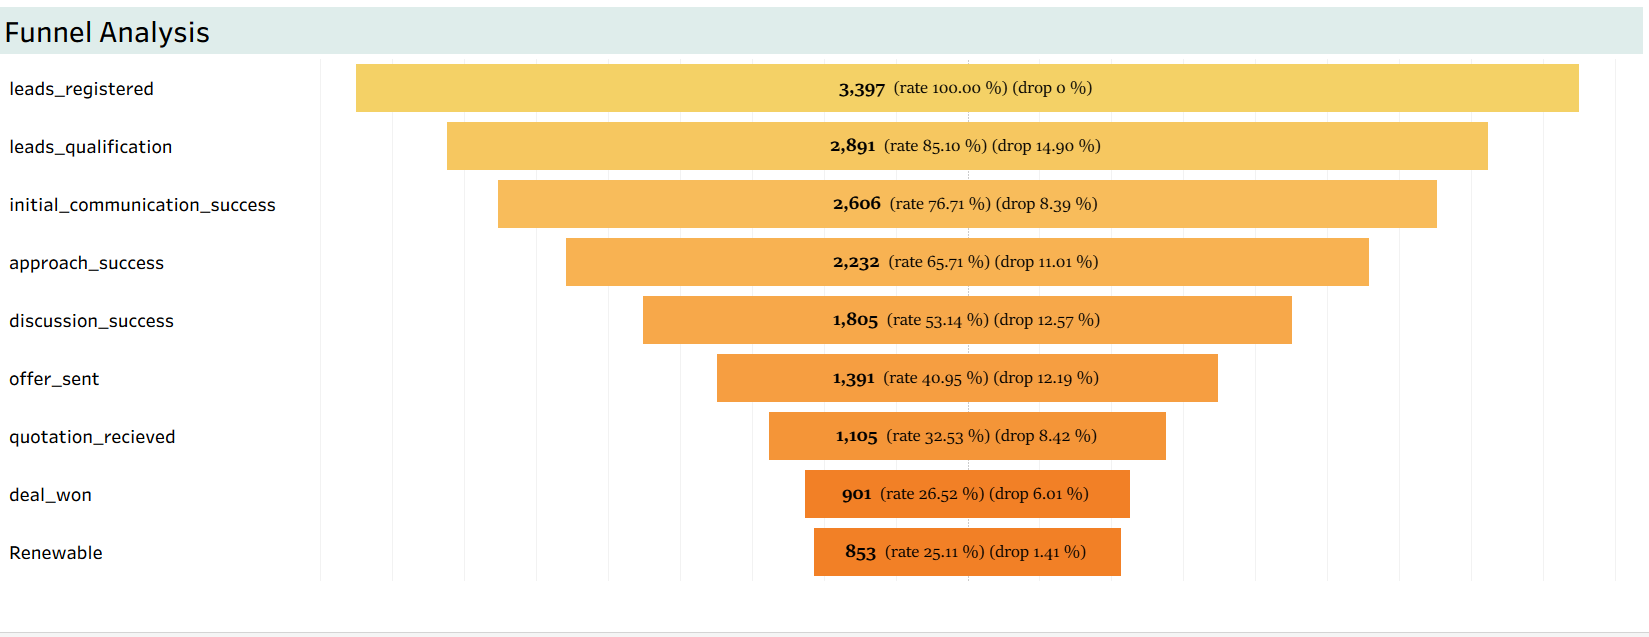 Funnel Analysis
leads_registered 3,397 (rate 100.00 %) (drop 0 %)
leads_qualification 2,891 (rate 85.10 %) (drop 14.90 %)
initial_communication_success 2,606 (rate 76.71 %) (drop 8.39 %)
approach_success 2,232 (rate 65.71 %) (drop 11.01 %)
discussion_success 1,805 (rate 53.14 %) (drop 12.57 %)
offer_sent 1,391 (rate 40.95 %) (drop 12.19 %)
quotation_recieved 1,105 (rate 32.53 %) (drop 8.42 %)
deal_won 901 (rate 26.52 %) (drop 6.01 %)
Renewable 853 (rate 25.11 %) (drop 1.41 %)